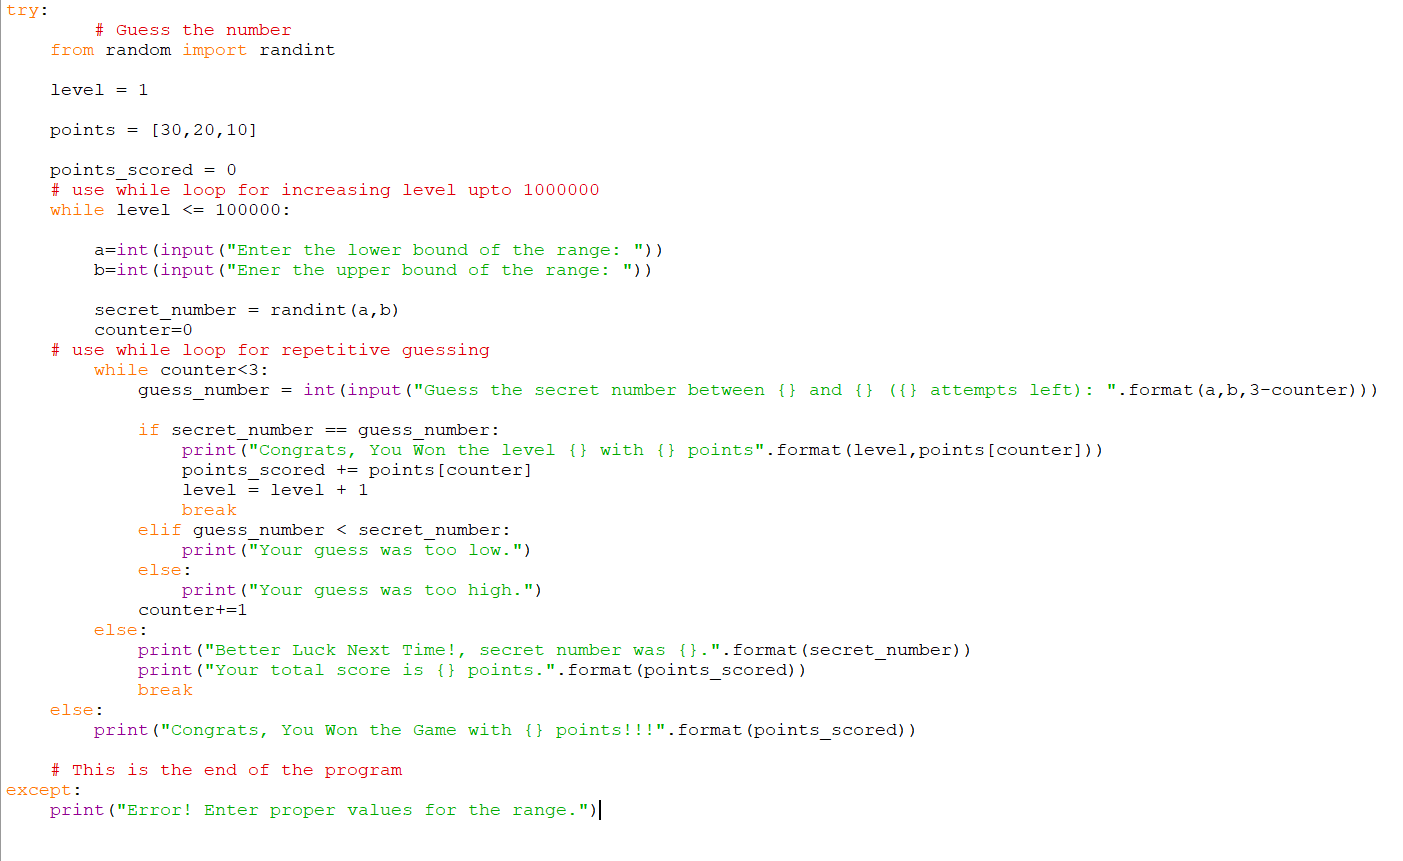 try:
        # Guess the number
    from random import randint

    level = 1

    points = [30,20,10]

    points_scored = 0
    # use while loop for increasing level upto 1000000
    while level <= 100000:

        a=int(input("Enter the lower bound of the range: "))
        b=int(input("Ener the upper bound of the range: "))

        secret_number = randint(a,b)
        counter=0
    # use while loop for repetitive guessing
        while counter<3:
            guess_number = int(input("Guess the secret number between {} and {} ({} attempts left): ".format(a,b,3-counter)))

            if secret_number == guess_number:
                print("Congrats, You Won the level {} with {} points".format(level,points[counter]))
                points_scored += points[counter]
                level = level + 1
                break
            elif guess_number < secret_number:
                print("Your guess was too low.")
            else:
                print("Your guess was too high.")
            counter+=1
        else:
            print("Better Luck Next Time!, secret number was {}.".format(secret_number))
            print("Your total score is {} points.".format(points_scored))
            break
    else:
        print("Congrats, You Won the Game with {} points!!!".format(points_scored))

    # This is the end of the program
except:
    print("Error! Enter proper values for the range.")